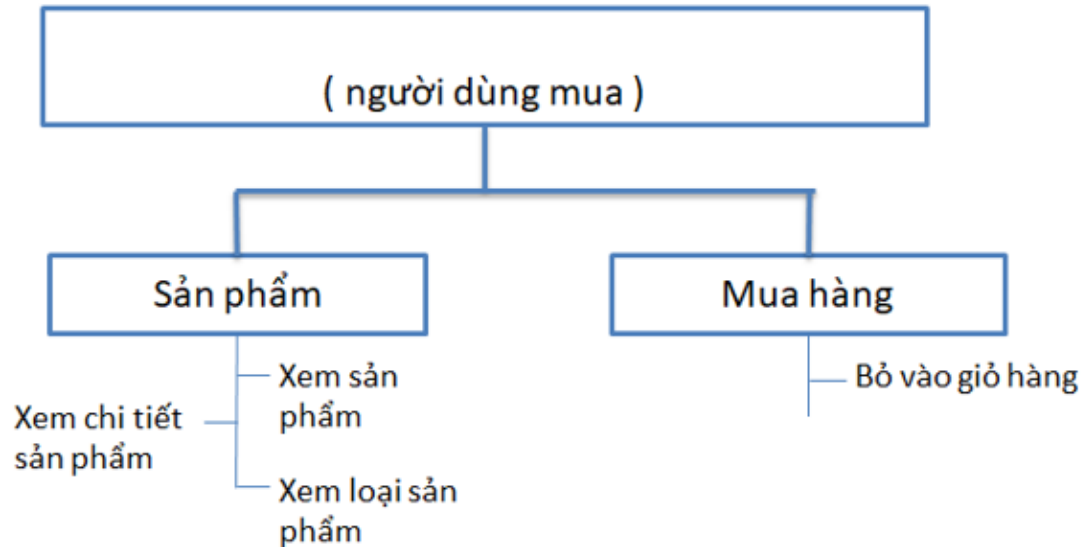 ( người dùng mua )
Sản phẩm
Mua hàng
Xem sản
phẩm
Xem chi tiết
sản phẩm
Xem loại sản
phẩm
Bỏ vào giỏ hàng